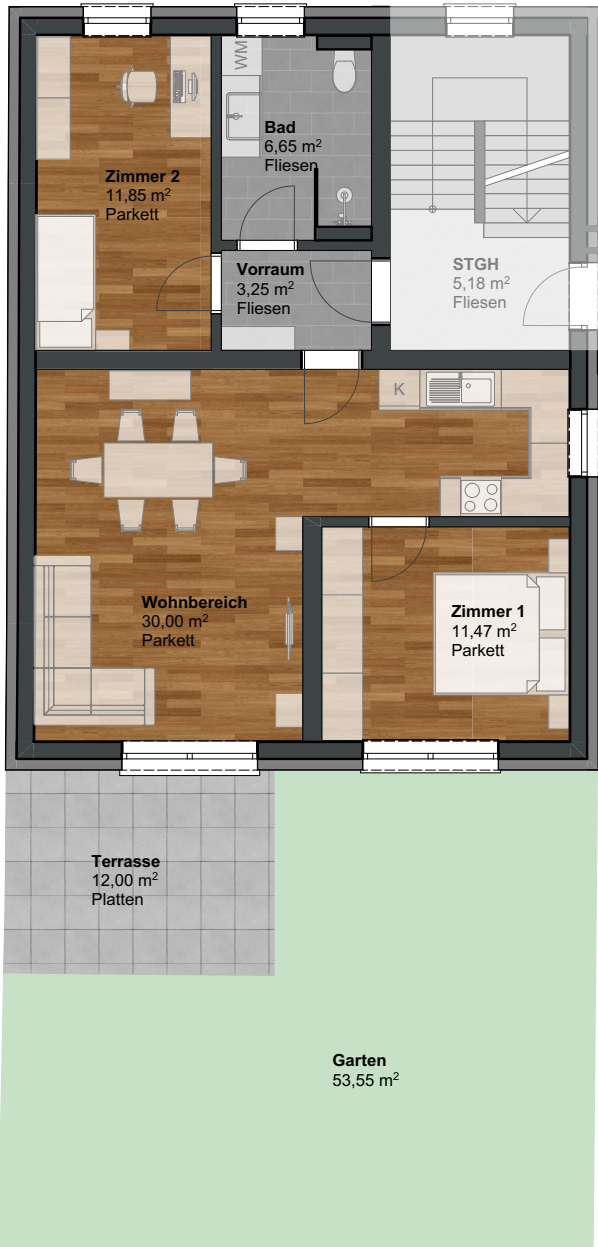 WM
Bad
6,65 m²
Fliesen
Zimmer 2
11,85 m²
Parkett
Vorraum
3,25 m²
Fliesen
STGH
5,18 m²
Fliesen
K
Wohnbereich
30,00 m²
Parkett
Zimmer 1
11,47 m²
Parkett
Terrasse
12,00 m²
Platten
Garten
53,55 m²